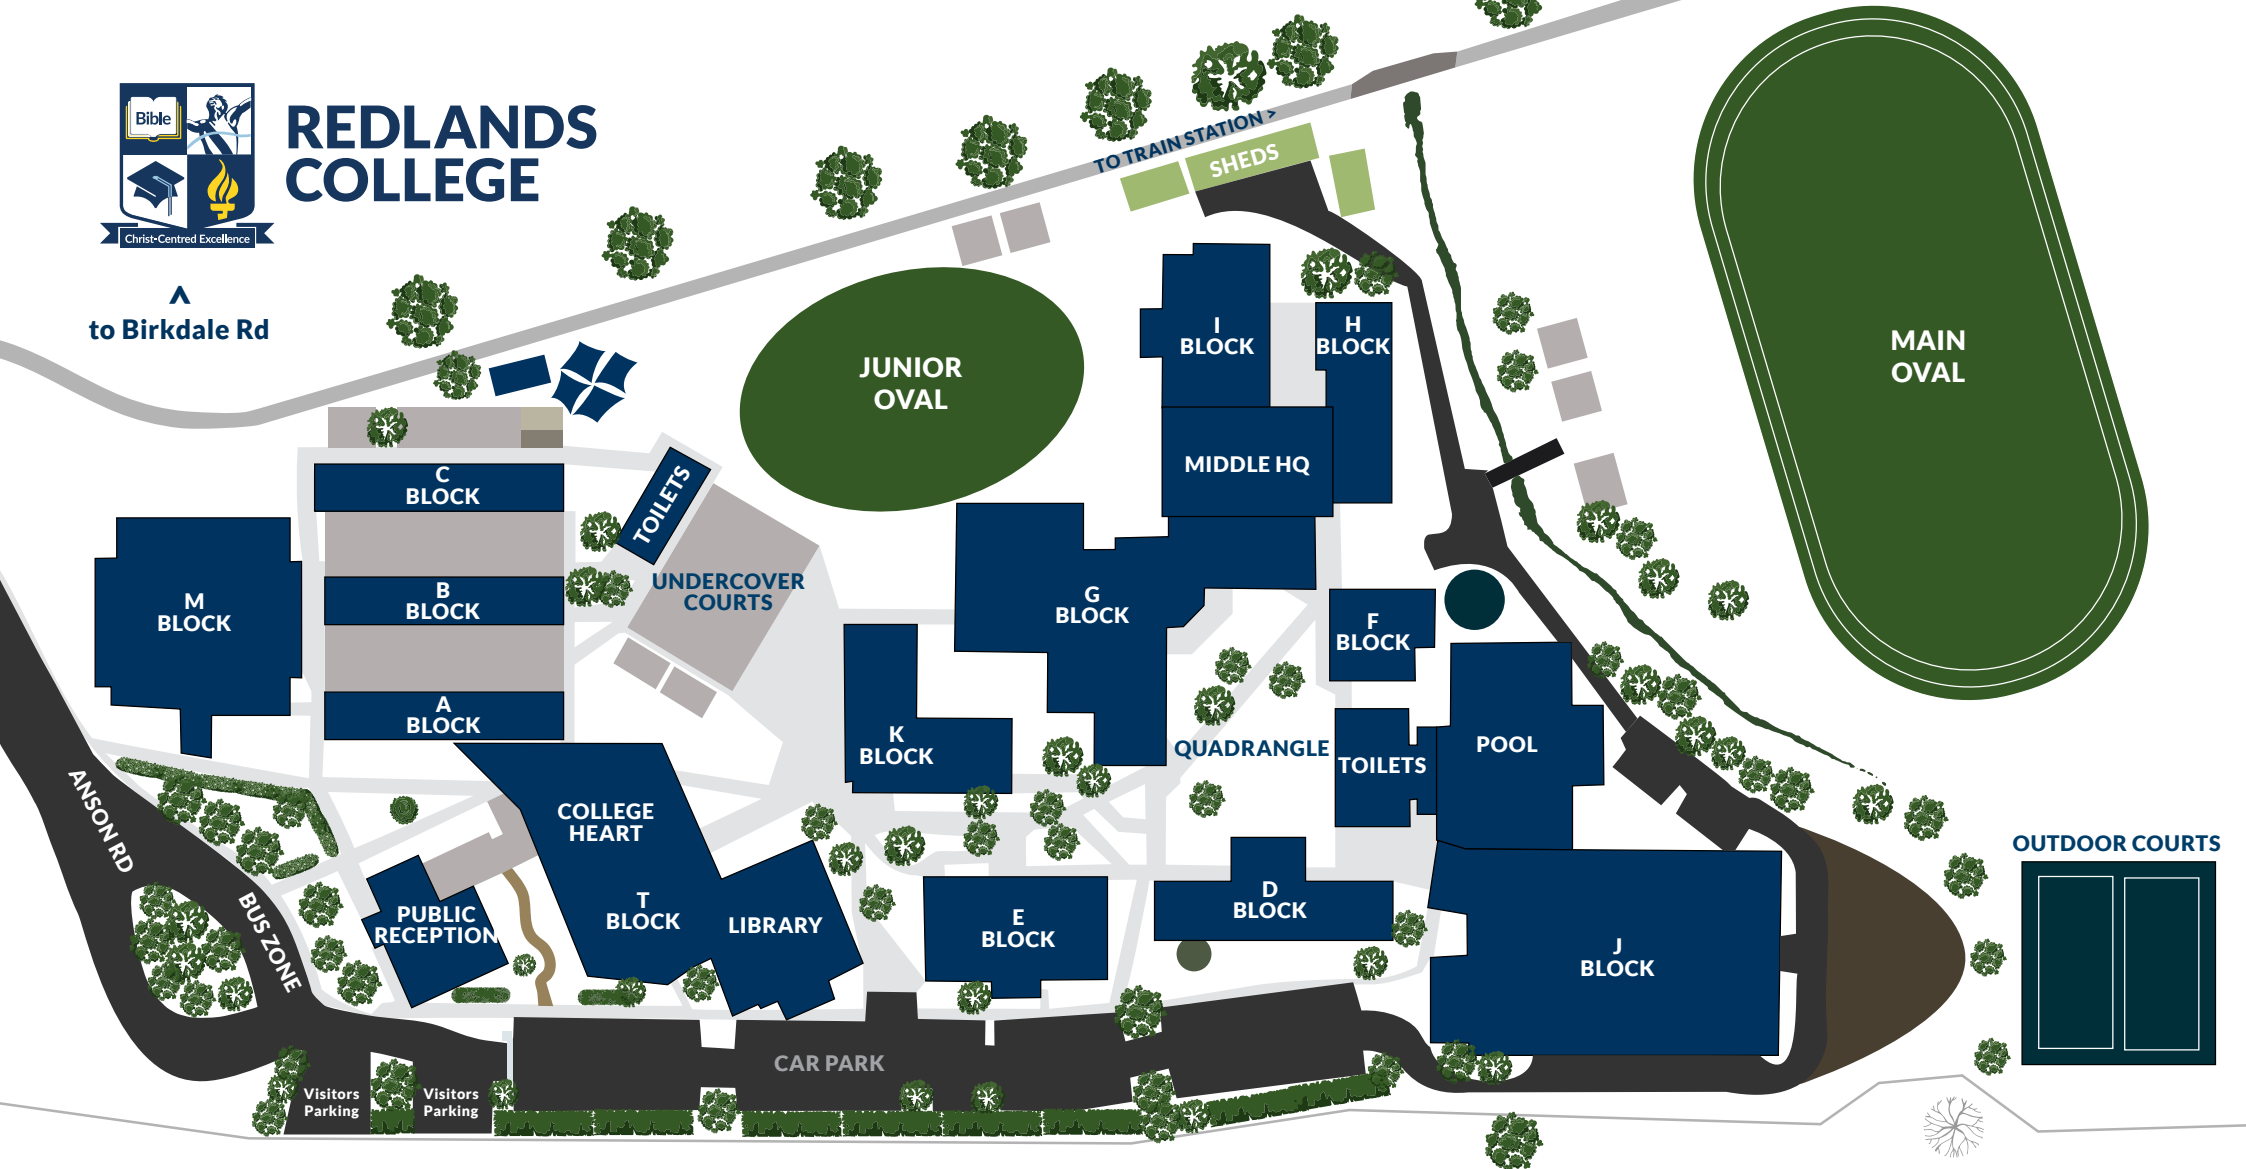 Bible
Christ-Centred Excellence
REDLANDS
COLLEGE
^
to Birkdale Rd
TO TRAIN STATION >
SHEDS
JUNIOR
OVAL
MAIN
OVAL
I
BLOCK
H
BLOCK
MIDDLE HQ
C
BLOCK
TOILETS
M
BLOCK
B
BLOCK
UNDERCOVER
COURTS
G
BLOCK
F
BLOCK
A
BLOCK
K
BLOCK
QUADRANGLE
TOILETS
POOL
ANSON RD
COLLEGE
HEART
OUTDOOR COURTS
BUS ZONE
PUBLIC
RECEPTION
T
BLOCK
LIBRARY
E
BLOCK
D
BLOCK
J
BLOCK
CAR PARK
Visitors
Parking
Visitors
Parking